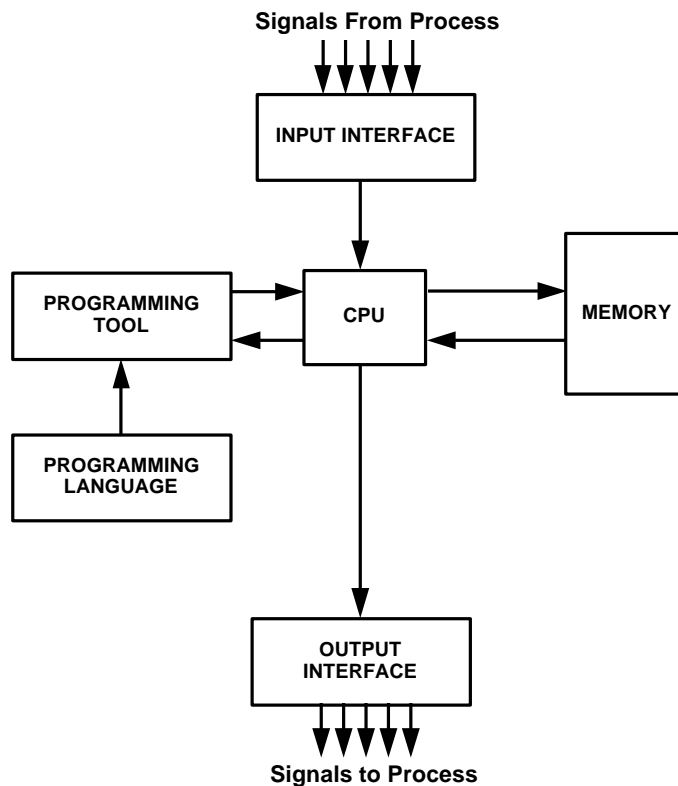 Signals From Process
INPUT INTERFACE
PROGRAMMING
TOOL
CPU
MEMORY
PROGRAMMING
LANGUAGE
OUTPUT
INTERFACE
Signals to Process